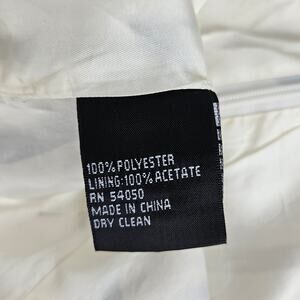 100% POLYESTER
LINING:100% ACETATE
RN 54050
MADE IN CHINA
DRY CLEAN